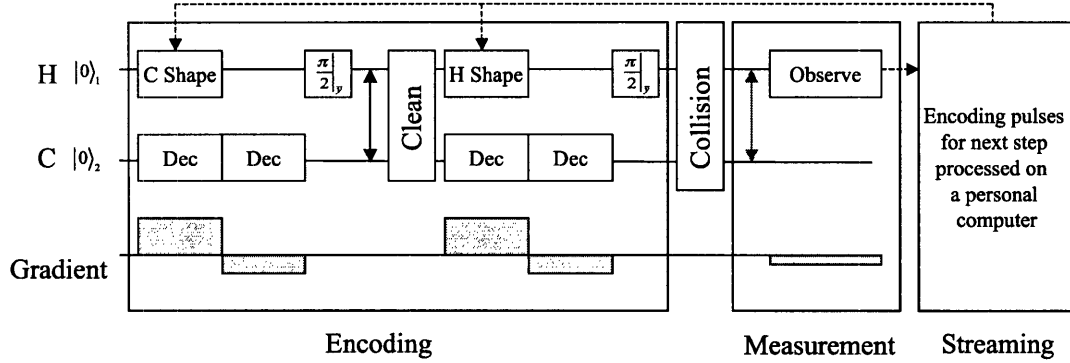 H |0⟩₁
C Shape
π/2|y
Clean
H Shape
π/2|y
Collision
Observe
C |0⟩₂
Dec
Dec
Dec
Dec
Encoding pulses
for next step
processed on
a personal
computer
Gradient
Encoding
Measurement
Streaming